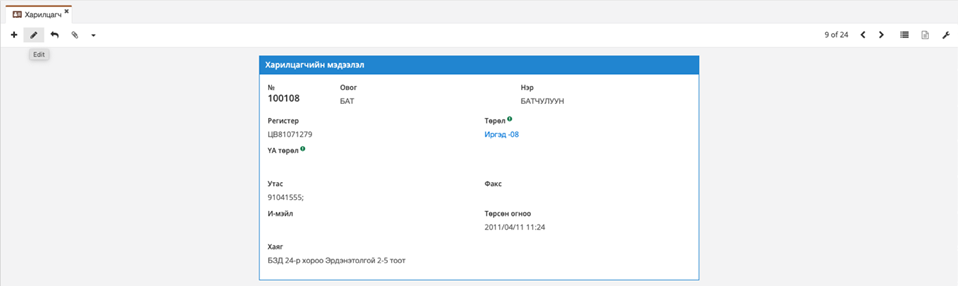 Харилцагч
9 of 24
Edit
Харилцагчийн мэдээлэл
№ Овог Нэр
100108 БАТ БАТЧУЛУУН
Регистер Төрөл
ЦВ81071279 Иргэд -08
ҮА төрөл
Утас Факс
91041555;
И-мэйл Төрсөн огноо
2011/04/11 11:24
Хаяг
БЗД 24-р хороо Эрдэнэтолгой 2-5 тоот